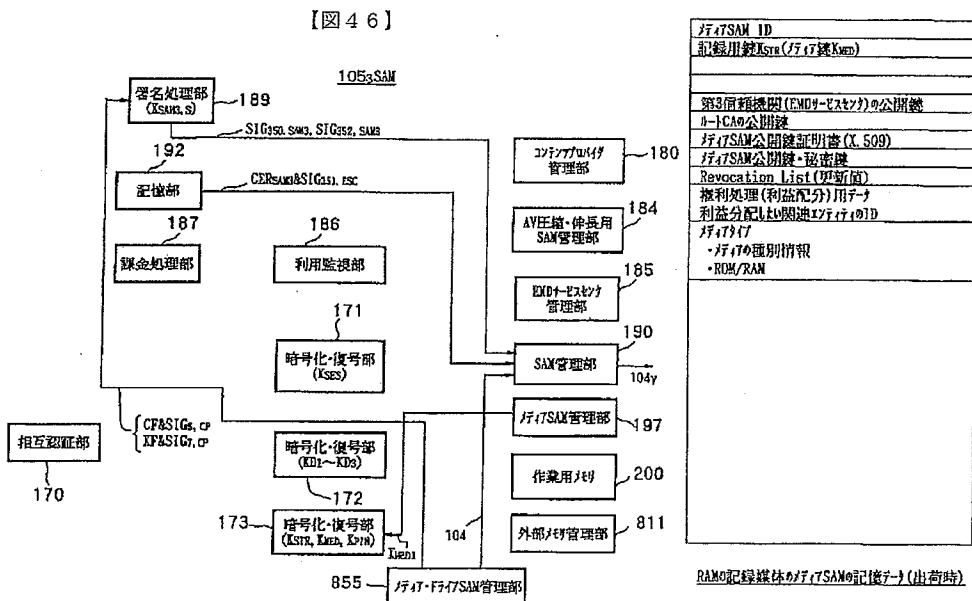 【図46】
105₃SAM
署名処理部
(K_SAM3,S)
189
SIG350,SAM3, SIG352,SAM3
192
記憶部
CER_SAM3&SIG351,ESC
187
課金処理部
186
利用監視部
171
暗号化・復号部
(K_SES)
CF&SIG6,CP
KF&SIG7,CP
相互認証部
170
暗号化・復号部
(KD1~KD3)
172
173
暗号化・復号部
(K_STR, K_MED, K_PIN)
K_MED1
104
855
メディア・ドライブSAM管理部
コンテンツプロバイダ
管理部
180
AV圧縮・伸長用
SAM管理部
184
EMDサービスセンタ
管理部
185
190
SAM管理部
104γ
メディアSAM管理部
197
作業用メモリ
200
外部メモリ管理部
811
メディアSAM_ID
記録用鍵K_STR(メディア鍵K_MED)
第3信頼機関(EMDサービスセンタ)の公開鍵
ルートCAの公開鍵
メディアSAM公開鍵証明書(X.509)
メディアSAM公開鍵・秘密鍵
Revocation List(更新値)
権利処理(利益配分)用データ
利益分配したい関連エンティティのID
メディアタイプ
・メディアの種別情報
・ROM/RAM
RAMの記録媒体のメディアSAMの記憶データ(出荷時)